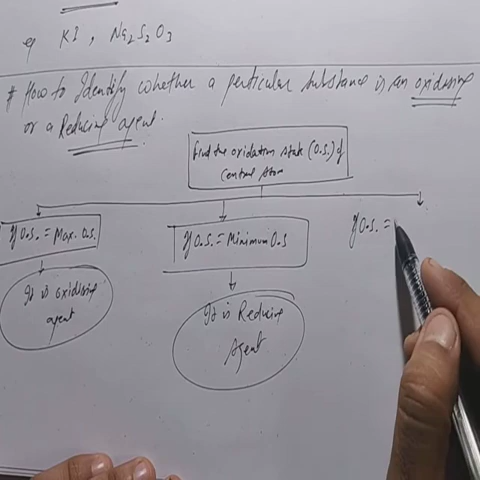 eg KI, Na2S2O3
# How to Identify whether a particular substance is an oxidising
or a Reducing agent.
Find the oxidation state (O.S.) of
Central Atom
If O.S. = Max. O.S.
It is oxidising
agent
If O.S. = Minimum O.S
It is Reducing
Agent
If O.S. =